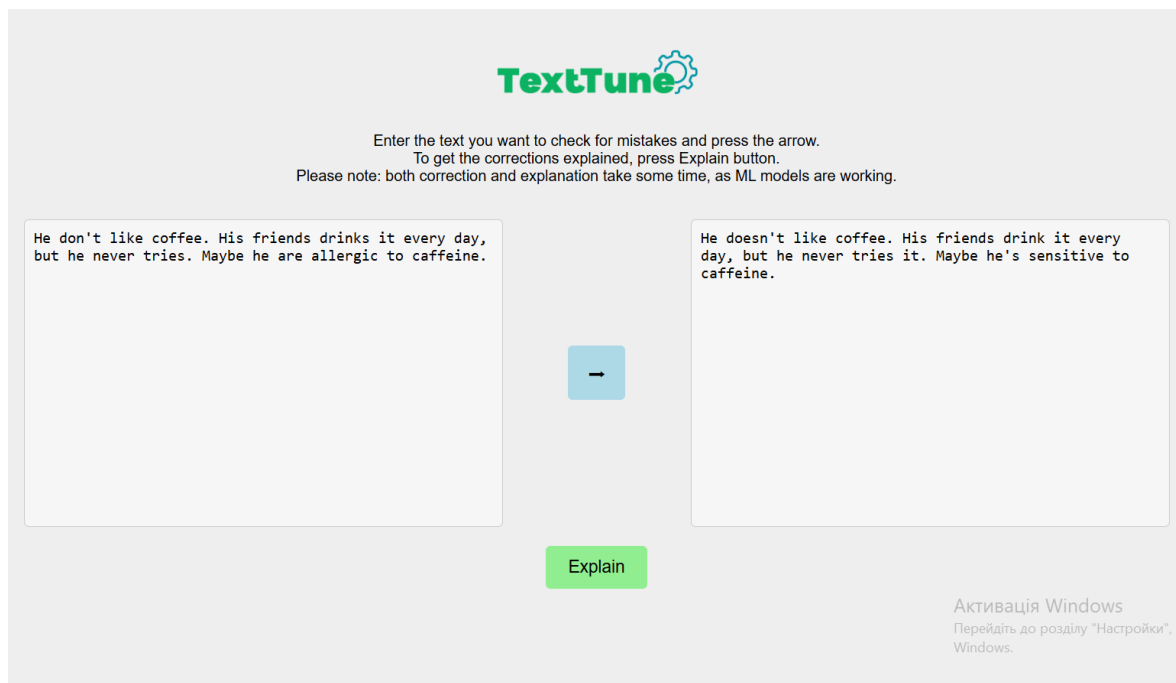 TextTune
Enter the text you want to check for mistakes and press the arrow.
To get the corrections explained, press Explain button.
Please note: both correction and explanation take some time, as ML models are working.
He don't like coffee. His friends drinks it every day,
but he never tries. Maybe he are allergic to caffeine.
He doesn't like coffee. His friends drink it every
day, but he never tries it. Maybe he's sensitive to
caffeine.
➞
Explain
Активація Windows
Перейдіть до розділу "Настройки",
Windows.